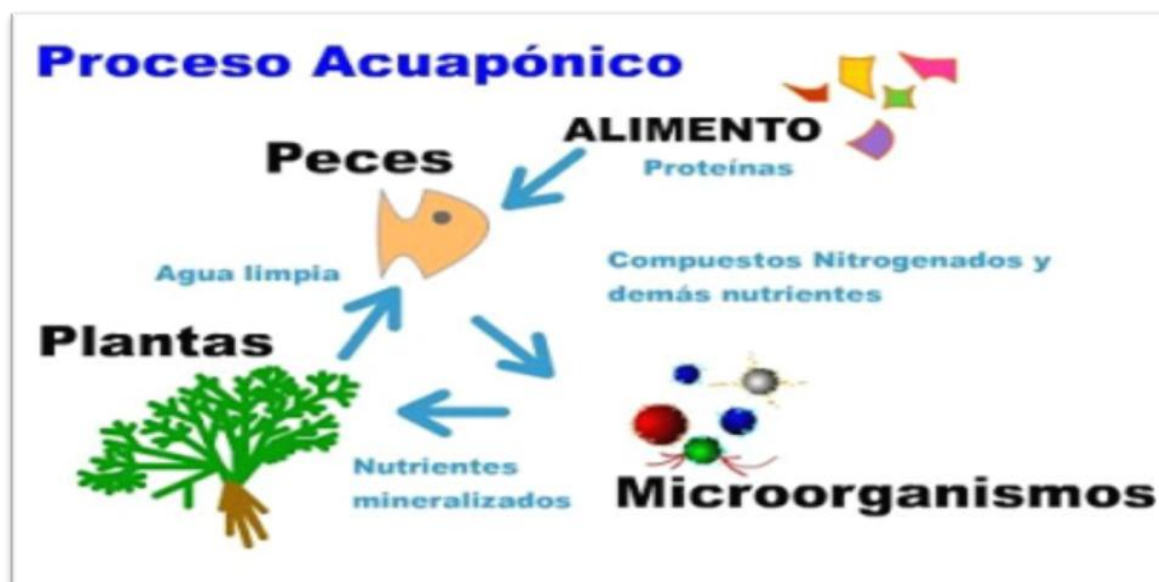 Proceso Acuapónico
ALIMENTO
Proteínas
Peces
Agua limpia
Compuestos Nitrogenados y
demás nutrientes
Plantas
Nutrientes
mineralizados
Microorganismos